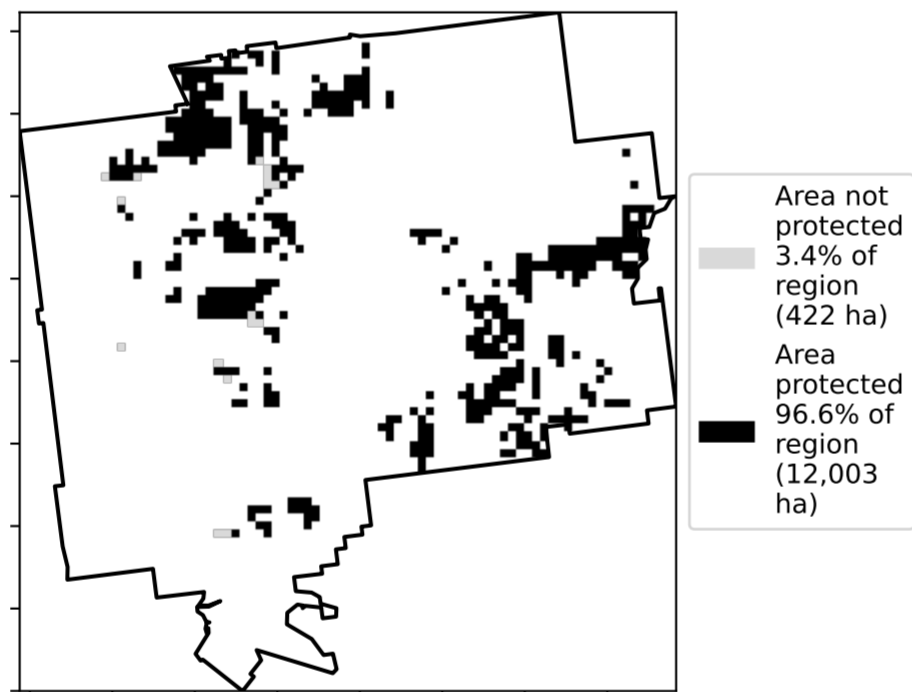 Area not
protected
3.4% of
region
(422 ha)
Area
protected
96.6% of
region
(12,003
ha)